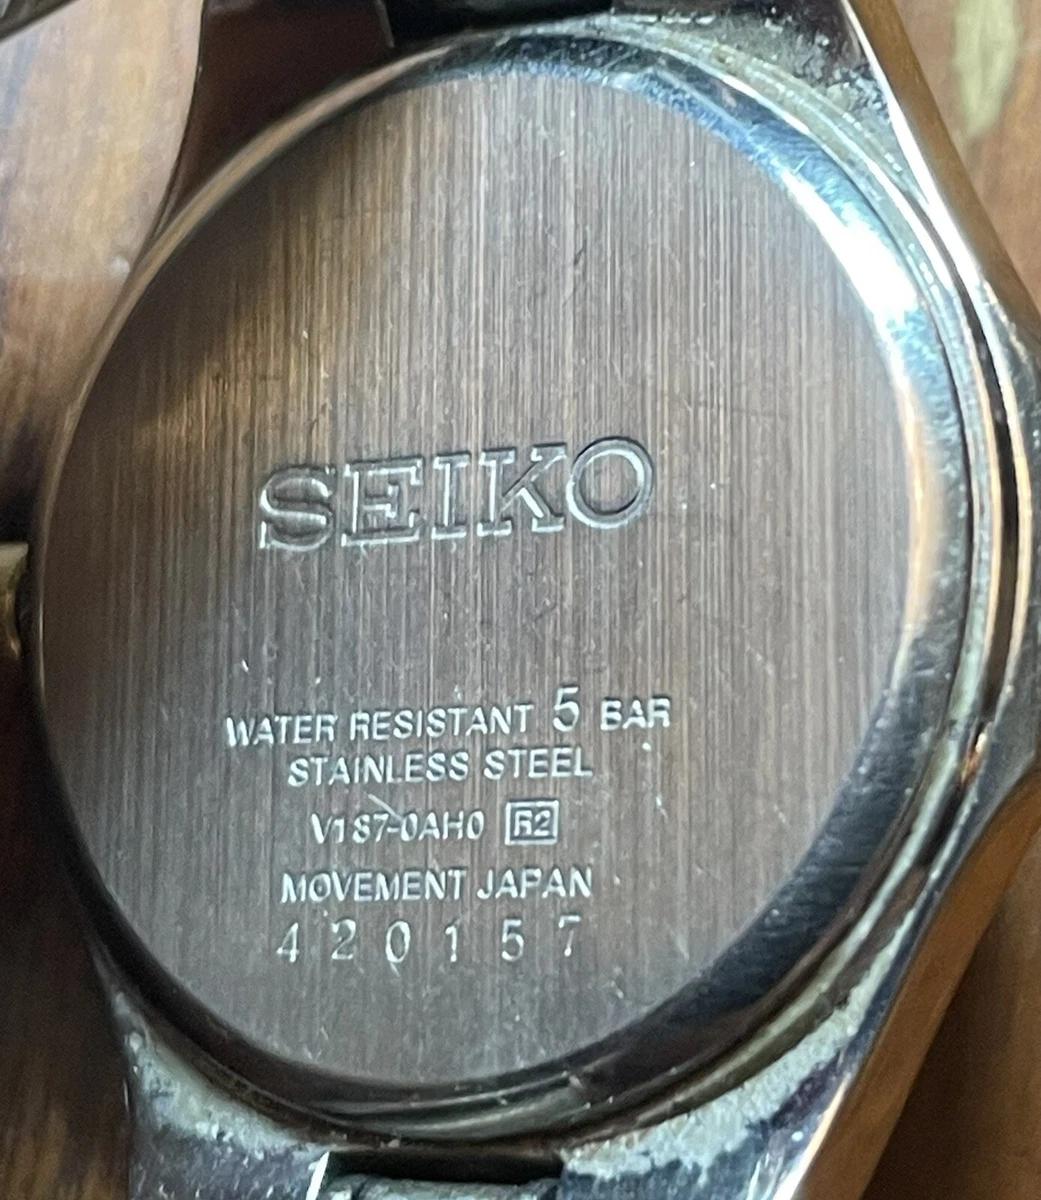 SEIKO
WATER RESISTANT 5 BAR
STAINLESS STEEL
V187-0AH0 R2
MOVEMENT JAPAN
420157